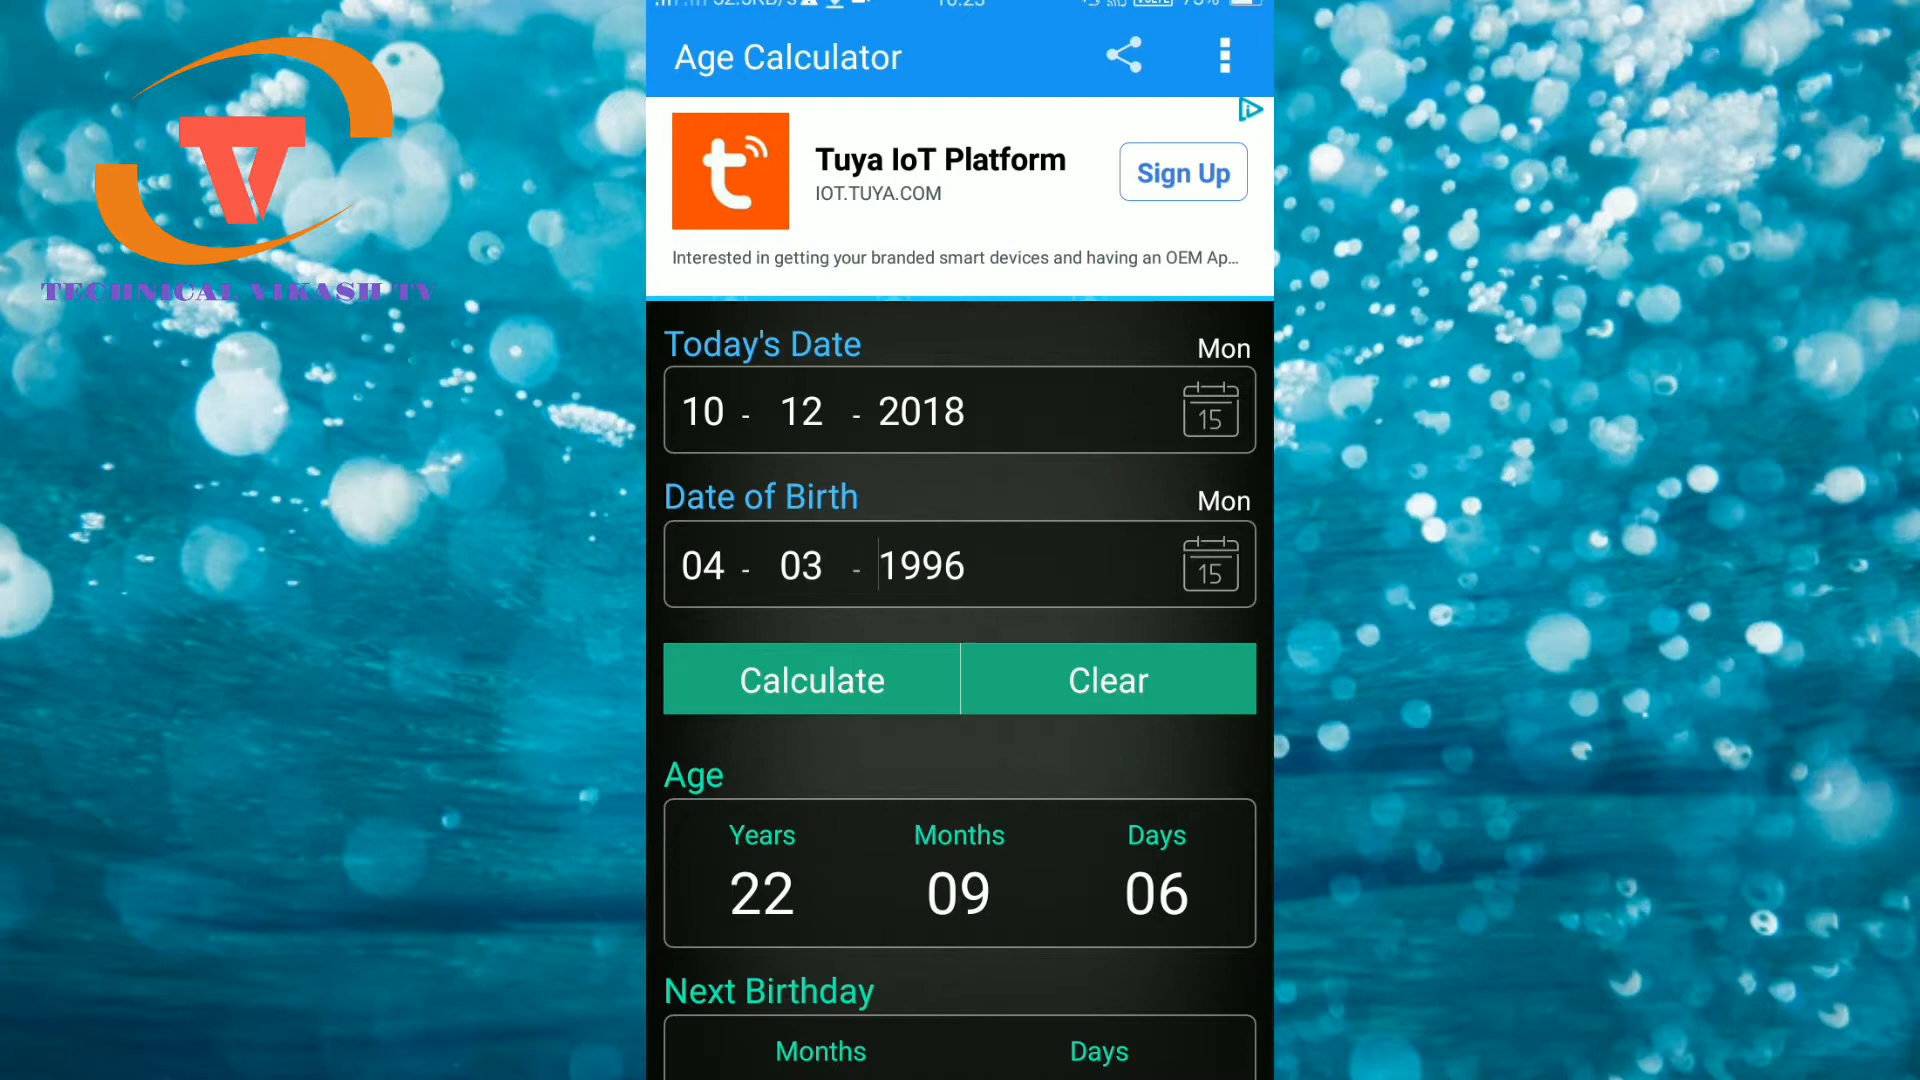 Age Calculator
Tuya IoT Platform
IOT.TUYA.COM
Sign Up
Interested in getting your branded smart devices and having an OEM Ap...
TECHNICAL VIKASH TV
Today's Date
Mon
10 - 12 - 2018
15
Date of Birth
Mon
04 - 03 - 1996
15
Calculate
Clear
Age
Years Months Days
22 09 06
Next Birthday
Months Days